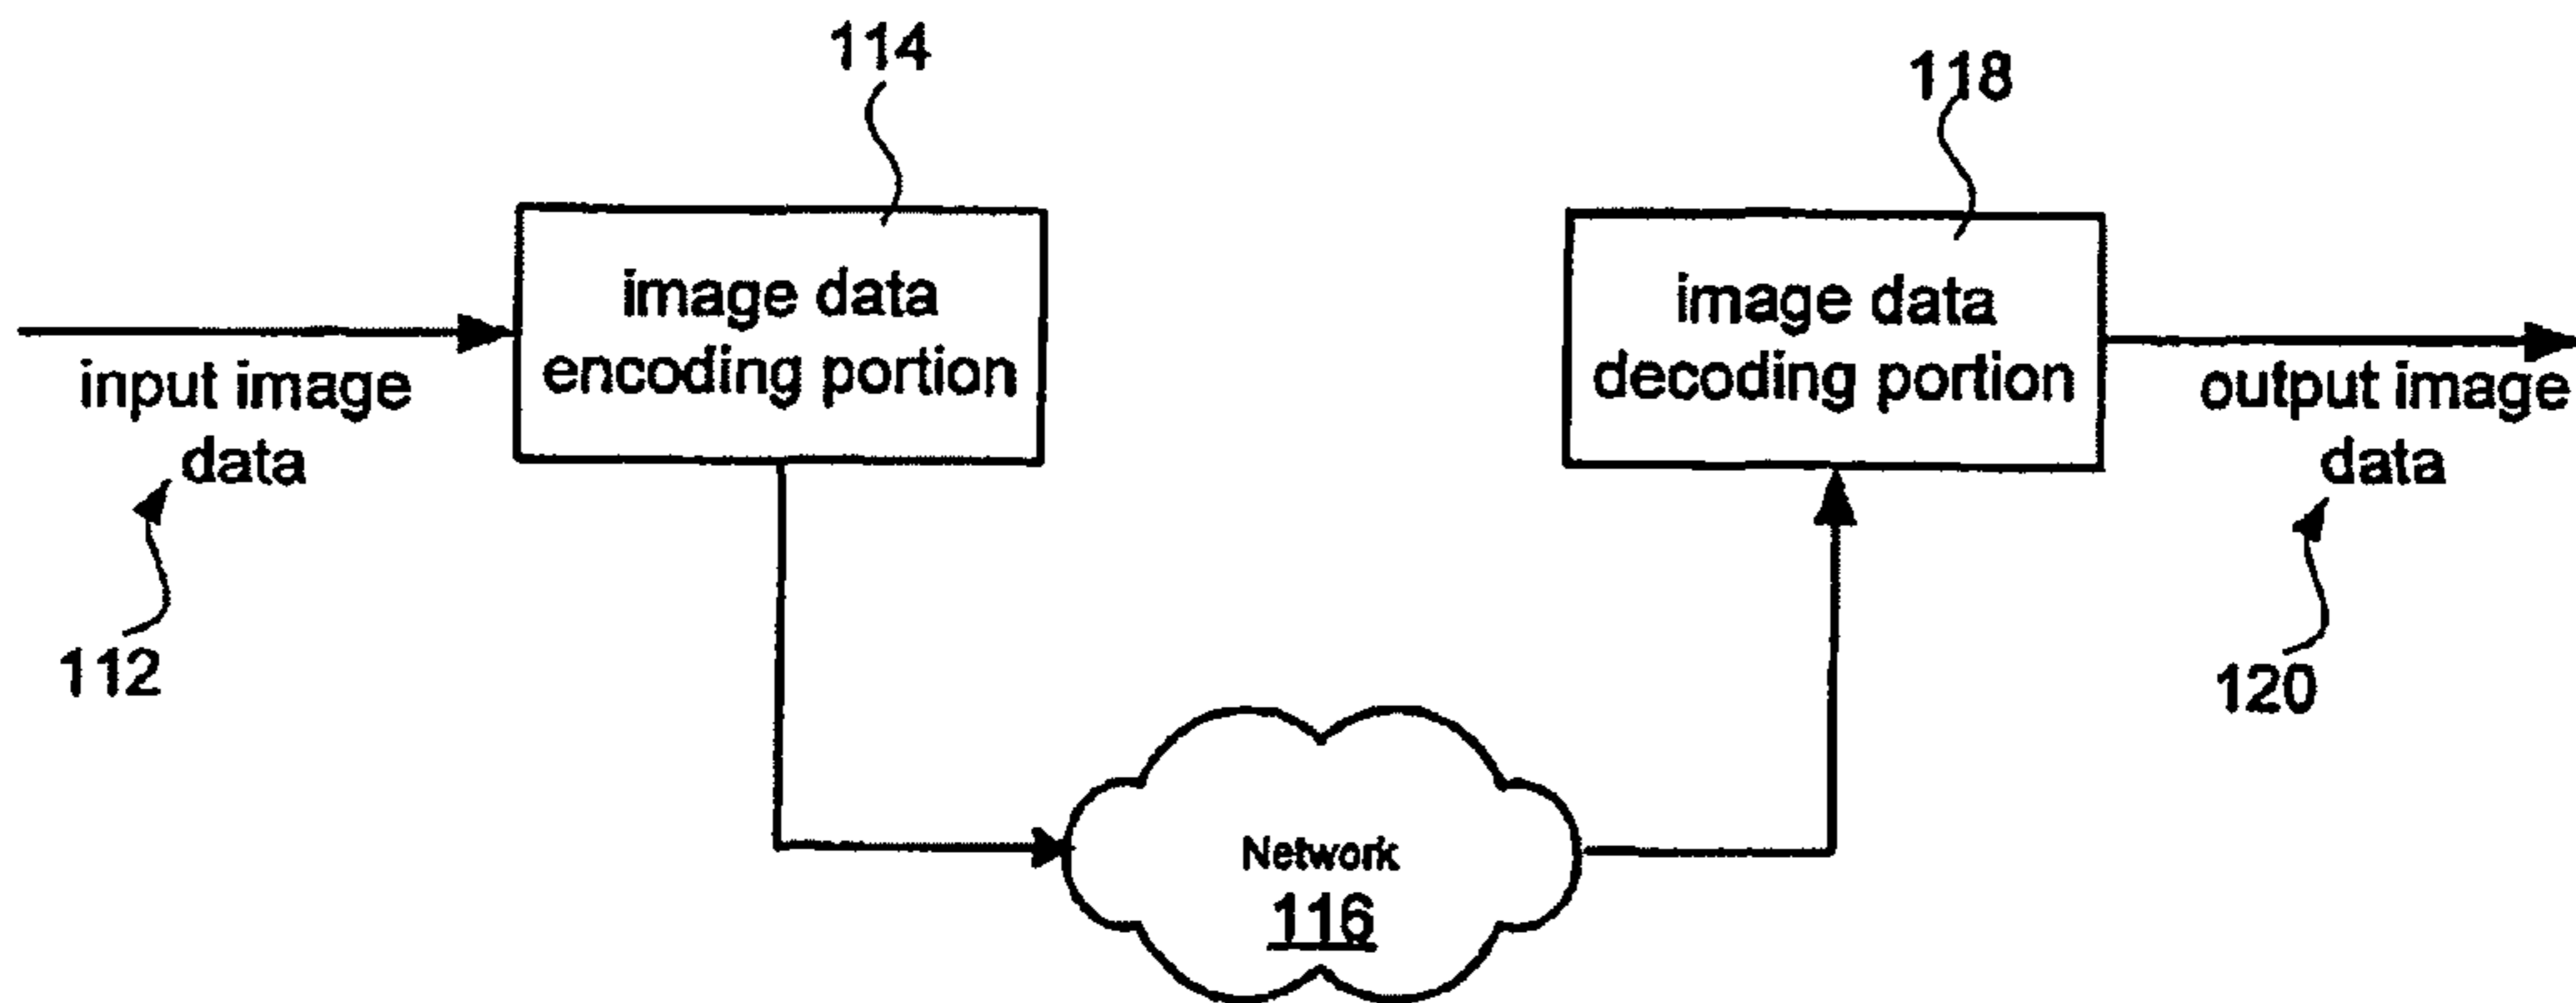 114
118
image data
encoding portion
image data
decoding portion
input image
data
output image
data
112
120
Network
116